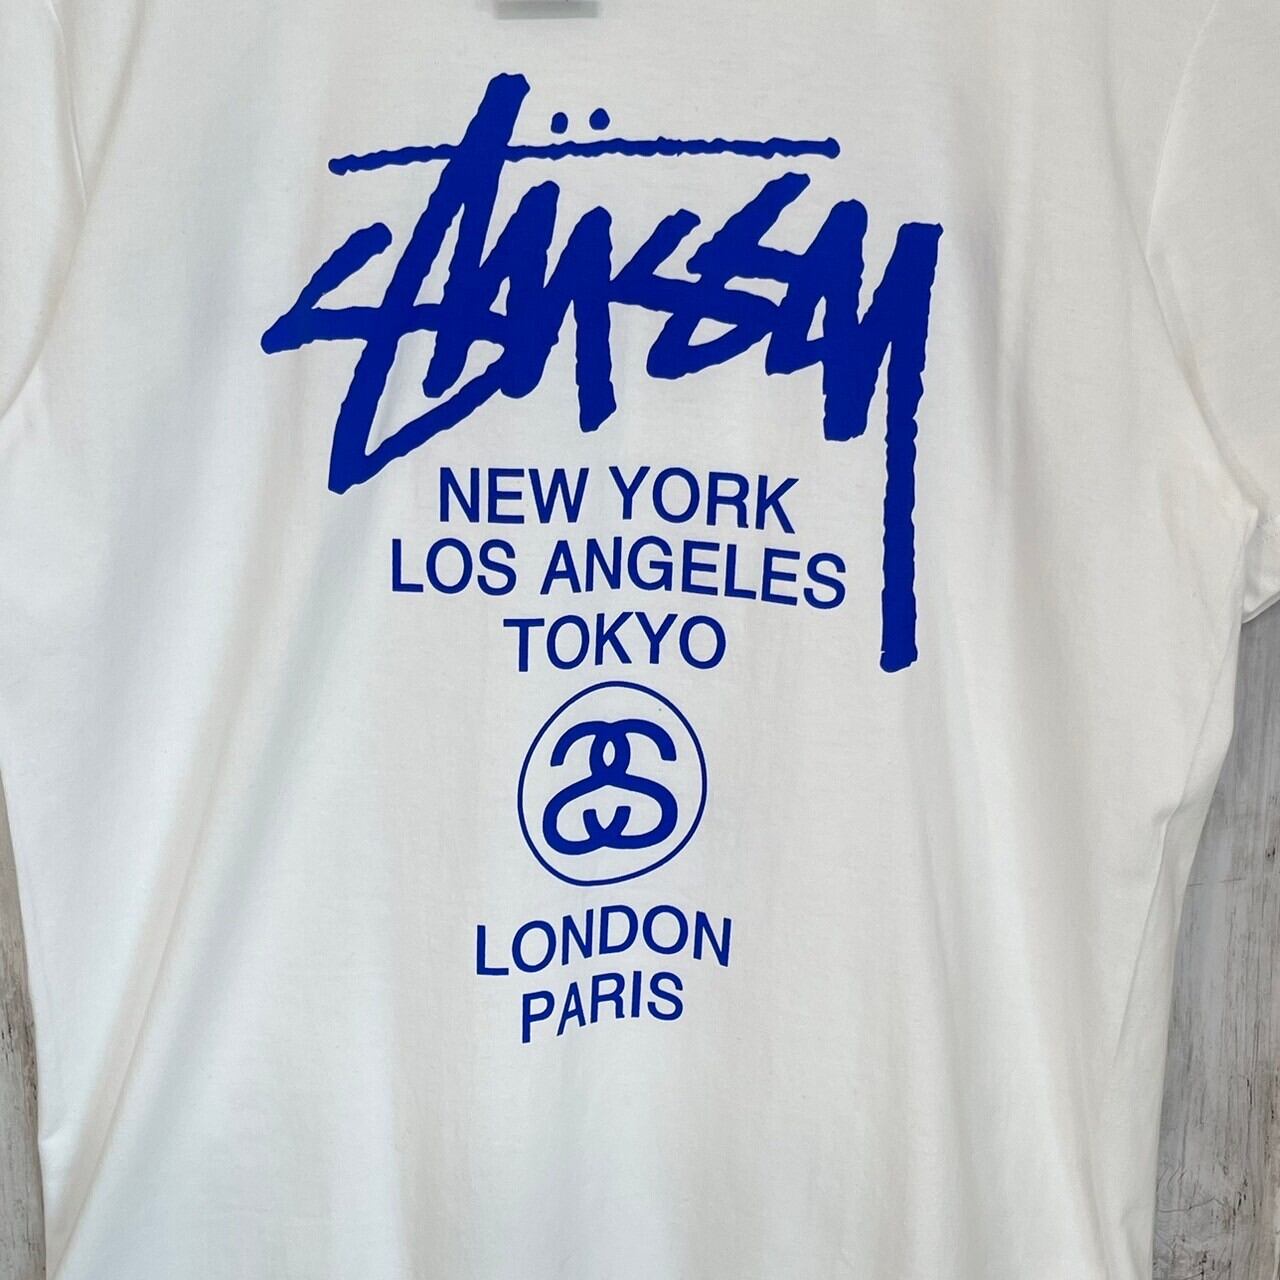 Stüssy
NEW YORK
LOS ANGELES
TOKYO
LONDON
PARIS